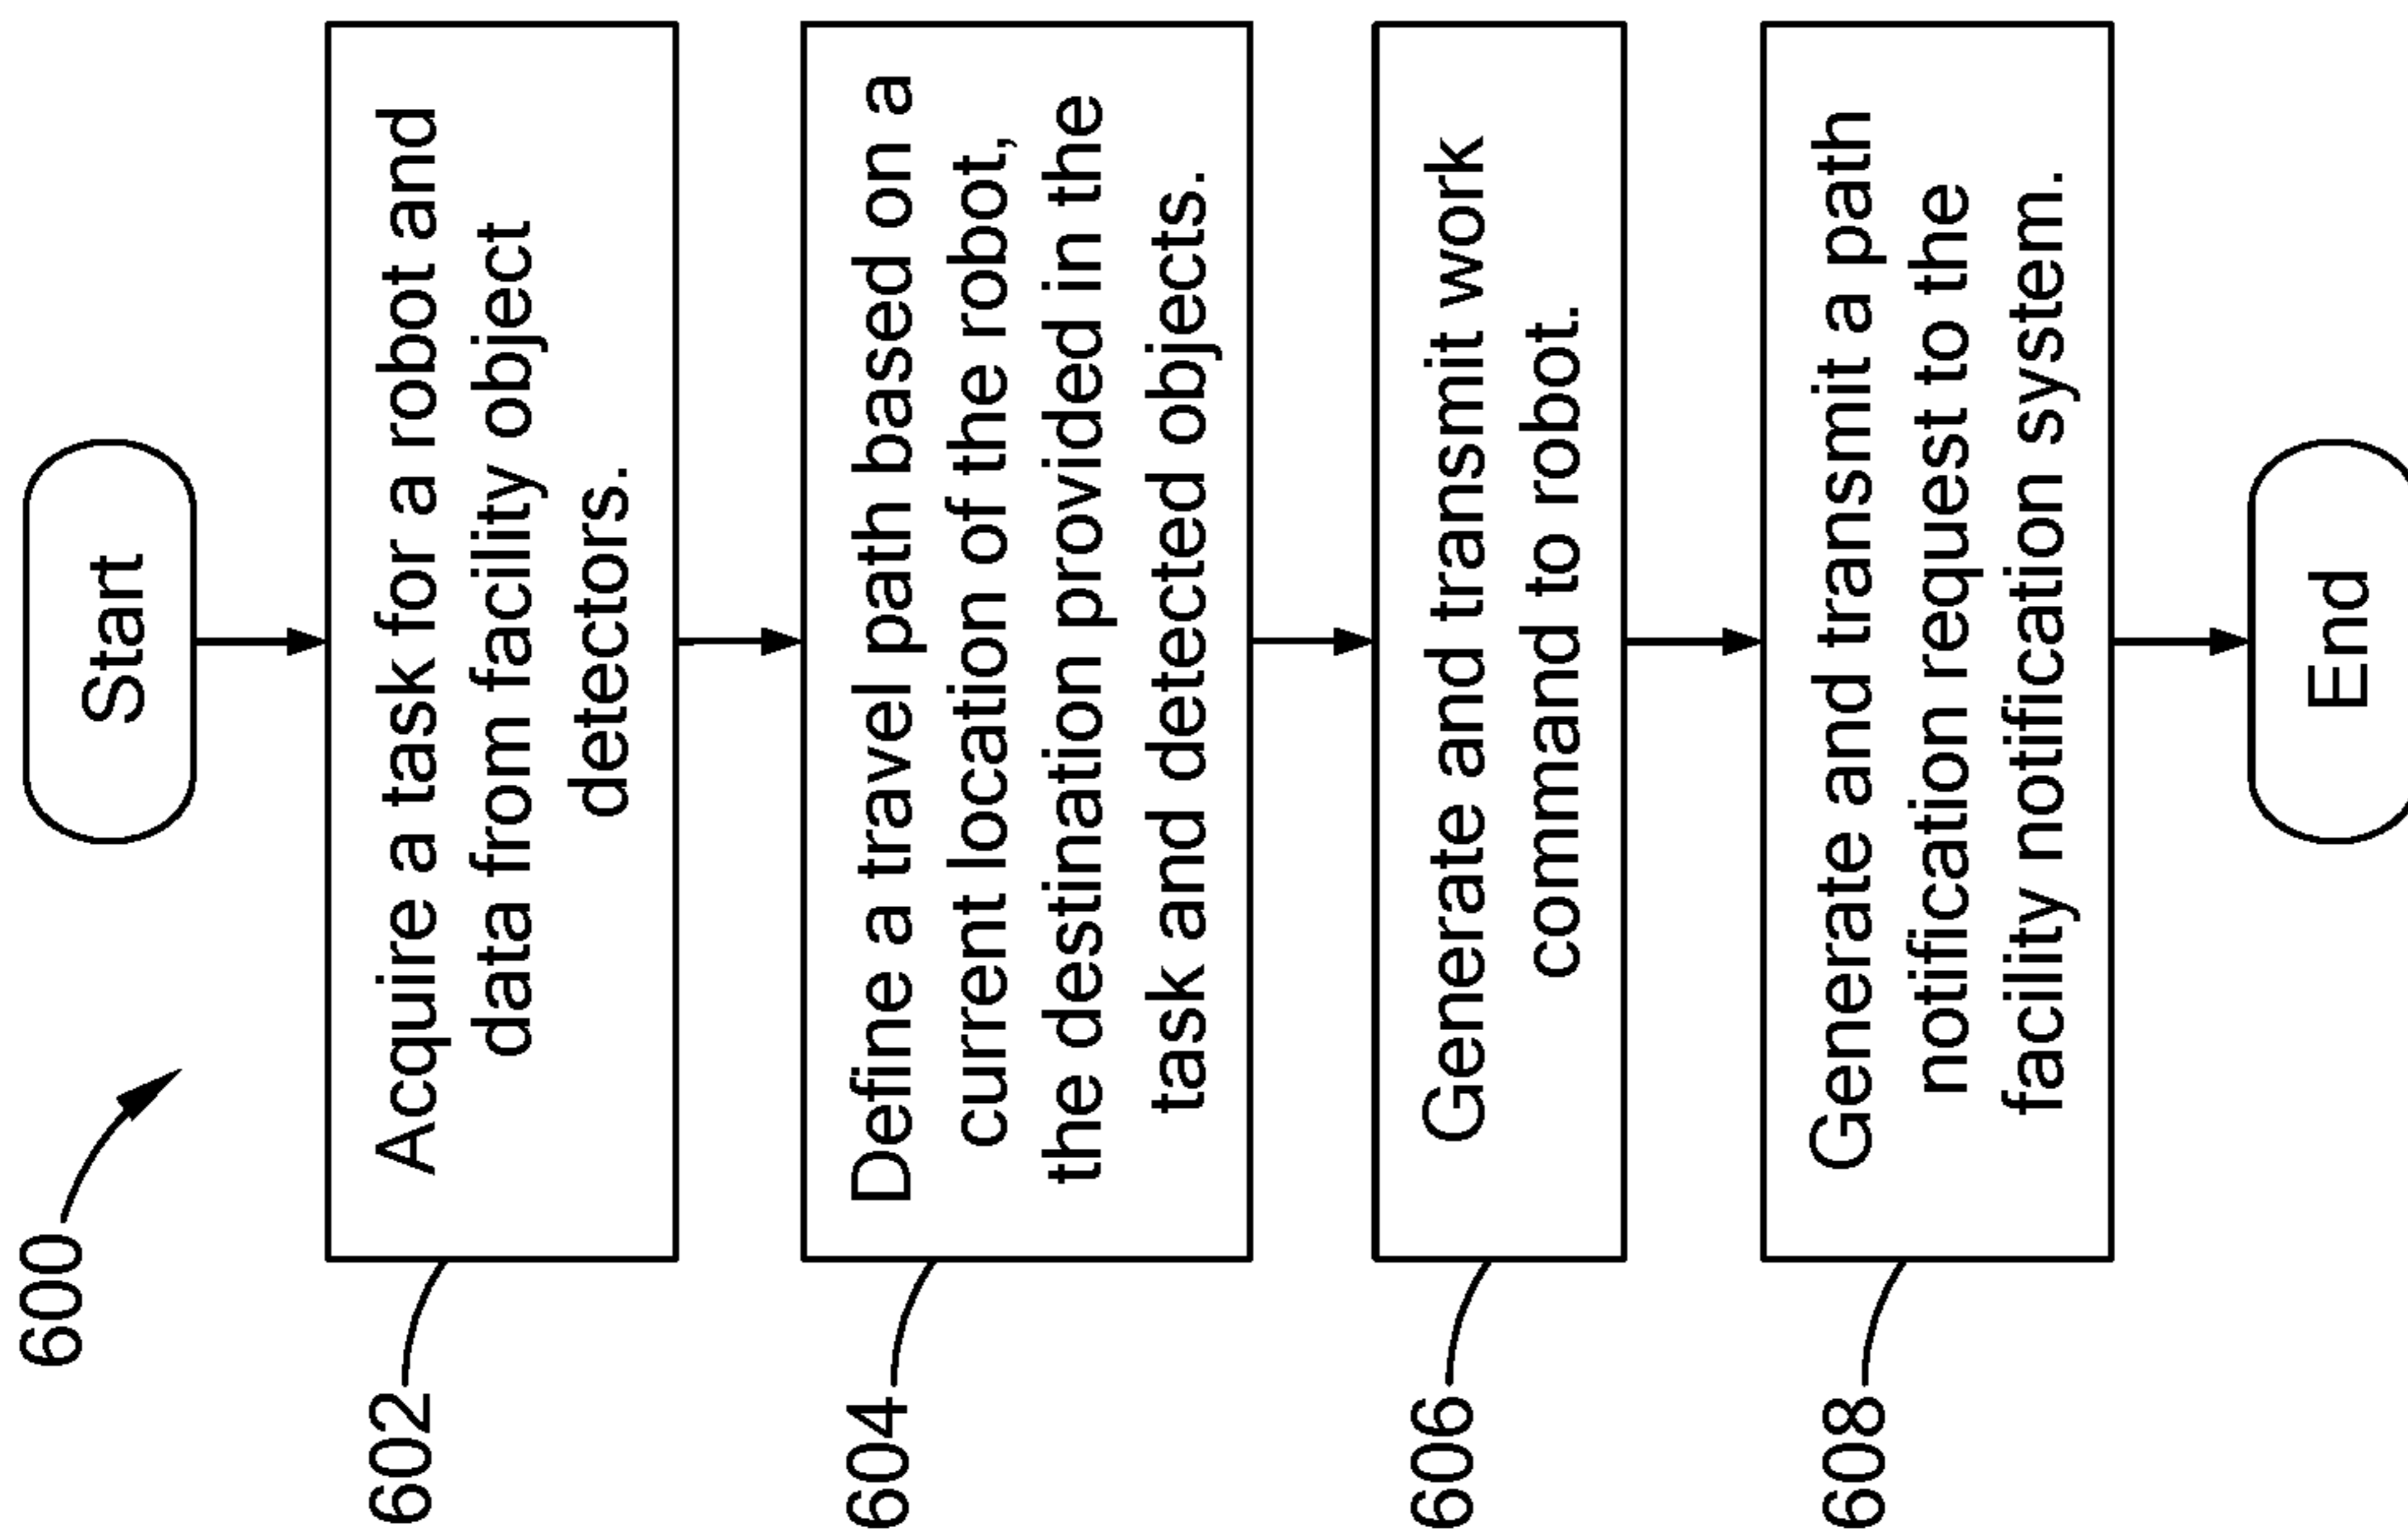 600
Start
602
Acquire a task for a robot and
data from facility object
detectors.
604
Define a travel path based on a
current location of the robot,
the destination provided in the
task and detected objects.
606
Generate and transmit work
command to robot.
608
Generate and transmit a path
notification request to the
facility notification system.
End